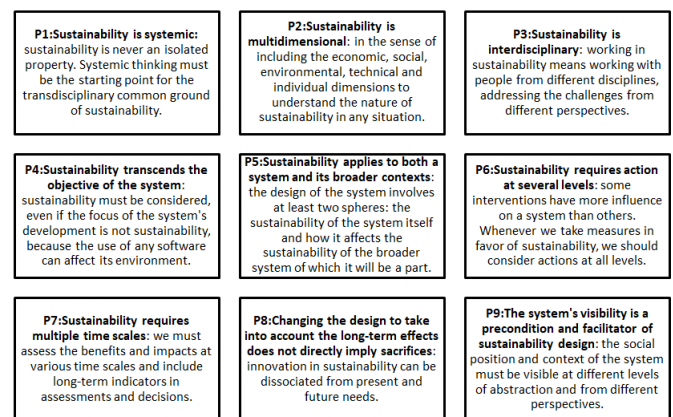 P1:Sustainability is systemic:
sustainability is never an isolated
property. Systemic thinking must
be the starting point for the
transdisciplinary common ground
of sustainability.
P2:Sustainability is
multidimensional: in the sense of
including the economic, social,
environmental, technical and
individual dimensions to
understand the nature of
sustainability in any situation.
P3:Sustainability is
interdisciplinary: working in
sustainability means working with
people from different disciplines,
addressing the challenges from
different perspectives.
P4:Sustainability transcends the
objective of the system:
sustainability must be considered,
even if the focus of the system's
development is not sustainability,
because the use of any software
can affect its environment.
P5:Sustainability applies to both a
system and its broader contexts:
the design of the system involves
at least two spheres: the
sustainability of the system itself
and how it affects the
sustainability of the broader
system of which it will be a part.
P6:Sustainability requires action
at several levels: some
interventions have more influence
on a system than others.
Whenever we take measures in
favor of sustainability, we should
consider actions at all levels.
P7:Sustainability requires
multiple time scales: we must
assess the benefits and impacts at
various time scales and include
long-term indicators in
assessments and decisions.
P8:Changing the design to take
into account the long-term effects
does not directly imply sacrifices:
innovation in sustainability can be
dissociated from present and
future needs.
P9:The system's visibility is a
precondition and facilitator of
sustainability design: the social
position and context of the system
must be visible at different levels
of abstraction and from different
perspectives.